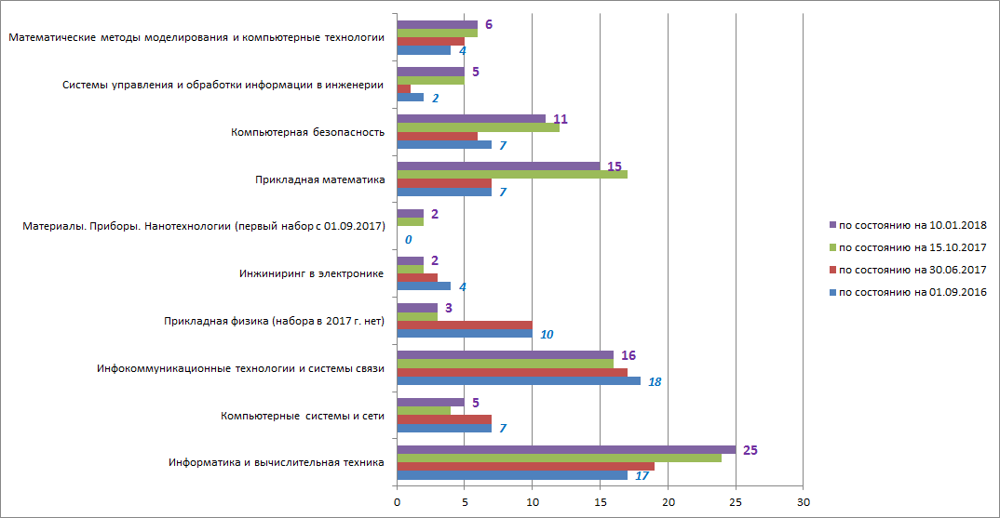 Математические методы моделирования и компьютерные технологии
6
4
Системы управления и обработки информации в инженерии
5
2
Компьютерная безопасность
11
7
Прикладная математика
15
7
Материалы. Приборы. Нанотехнологии (первый набор с 01.09.2017)
2
0
Инжиниринг в электронике
2
4
Прикладная физика (набора в 2017 г. нет)
3
10
Инфокоммуникационные технологии и системы связи
16
18
Компьютерные системы и сети
5
7
Информатика и вычислительная техника
25
17
0 5 10 15 20 25 30
по состоянию на 10.01.2018
по состоянию на 15.10.2017
по состоянию на 30.06.2017
по состоянию на 01.09.2016